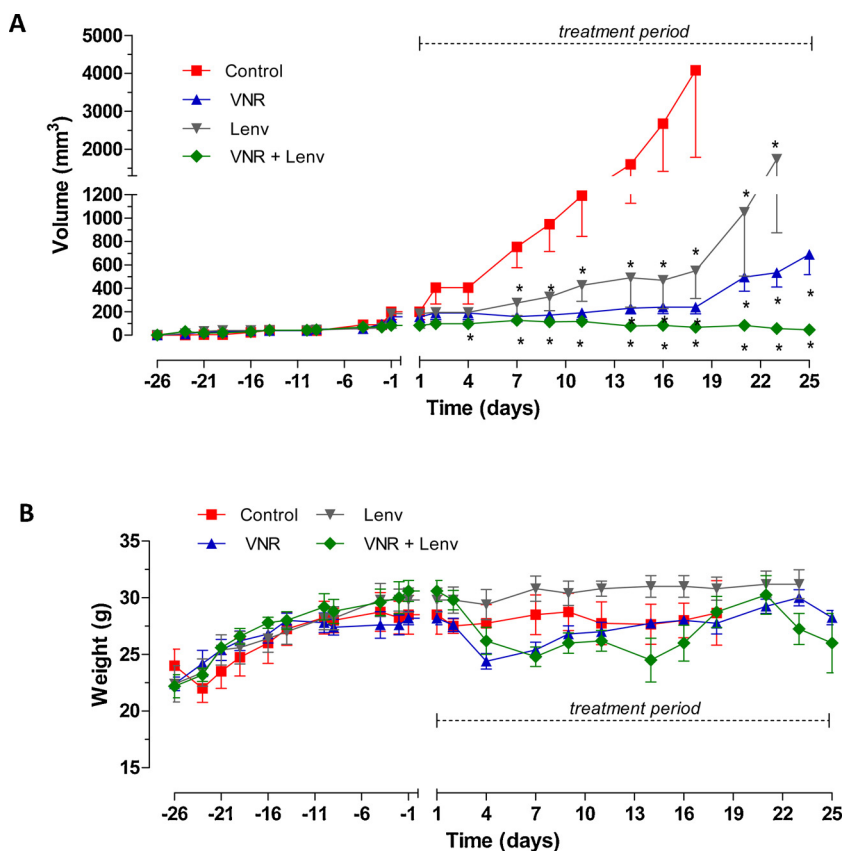 A
treatment period
Control
VNR
Lenv
VNR + Lenv
Volume (mm³)
5000
4000
3000
2000
1200
1000
800
600
400
200
0
* * * * * * * *
* * * * * * *
* * * * * * * * *
-26 -21 -16 -11 -6 -1 1 4 7 10 13 16 19 22 25
Time (days)
B
Control Lenv
VNR VNR + Lenv
Weight (g)
35
30
25
20
15
treatment period
-26 -21 -16 -11 -6 -1 1 4 7 10 13 16 19 22 25
Time (days)